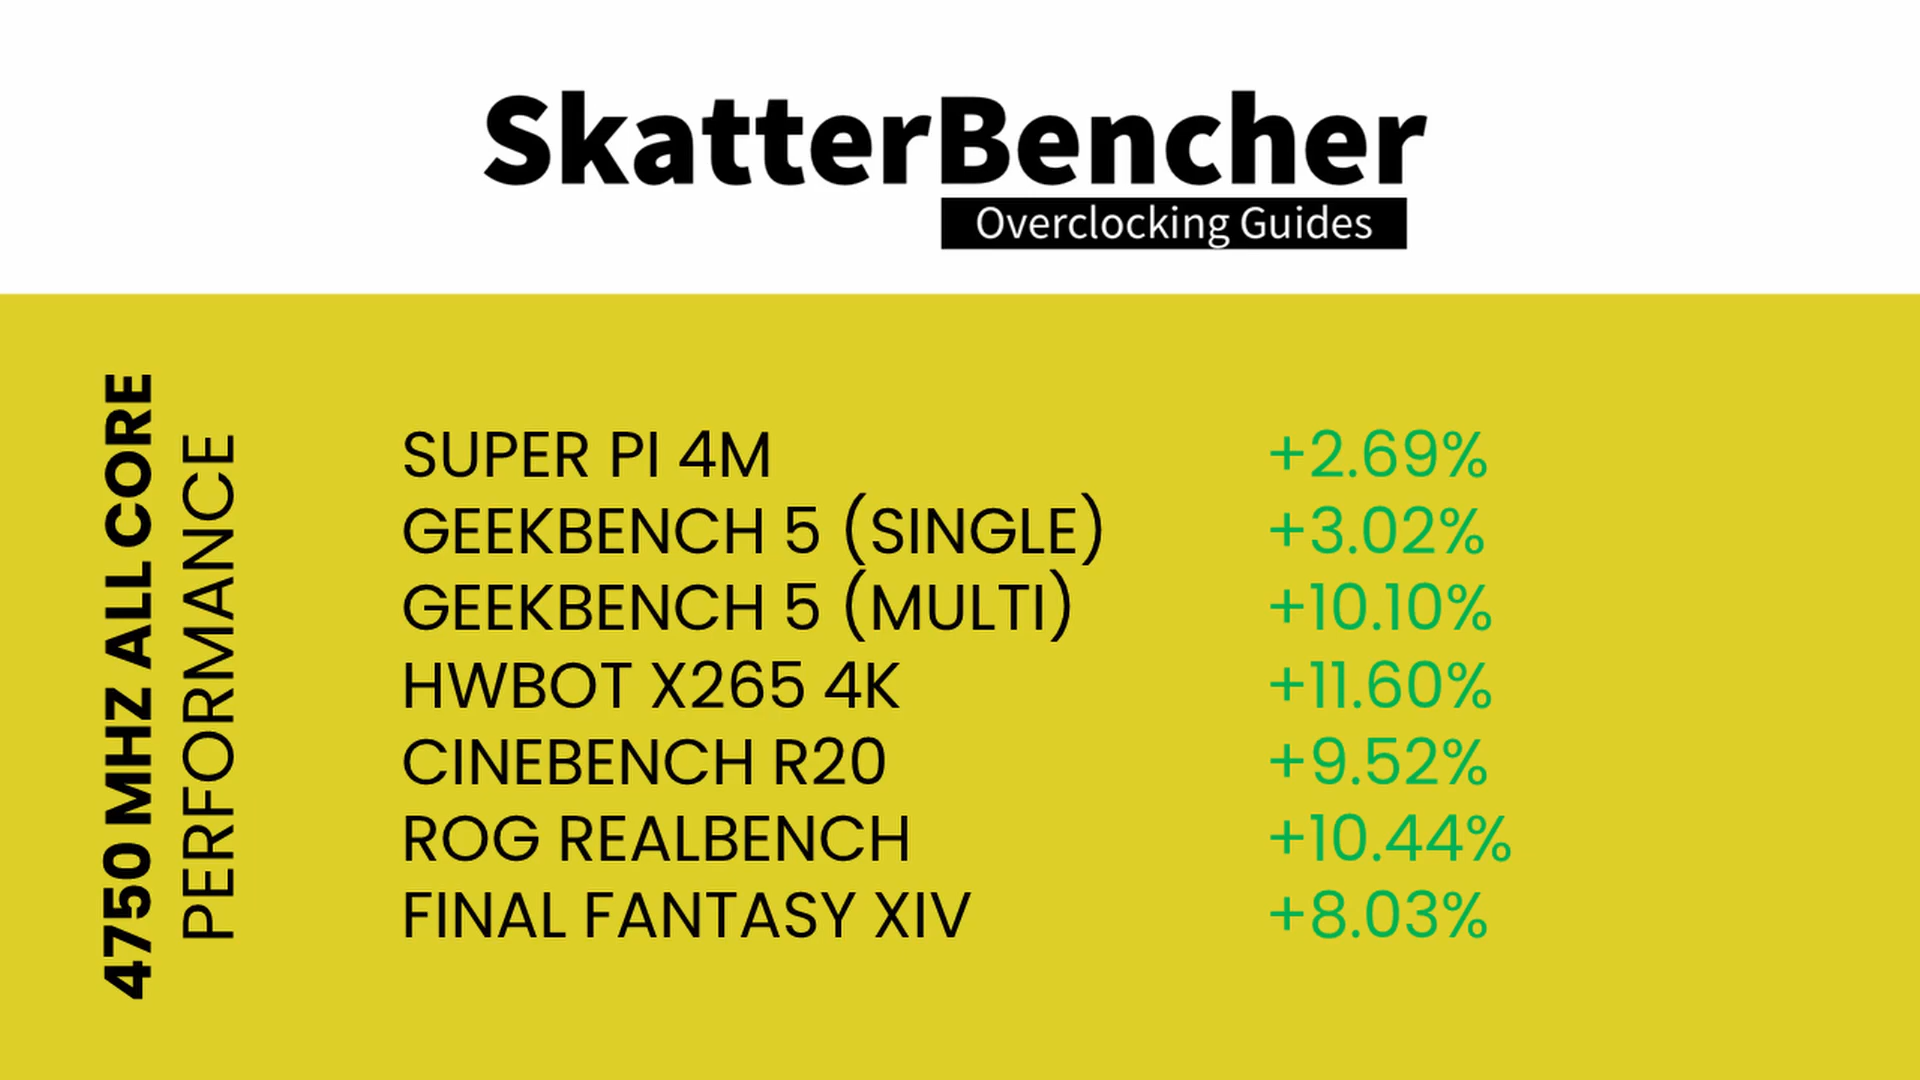 SkatterBencher
Overclocking Guides
4750 MHZ ALL CORE
PERFORMANCE
SUPER PI 4M +2.69%
GEEKBENCH 5 (SINGLE) +3.02%
GEEKBENCH 5 (MULTI) +10.10%
HWBOT X265 4K +11.60%
CINEBENCH R20 +9.52%
ROG REALBENCH +10.44%
FINAL FANTASY XIV +8.03%